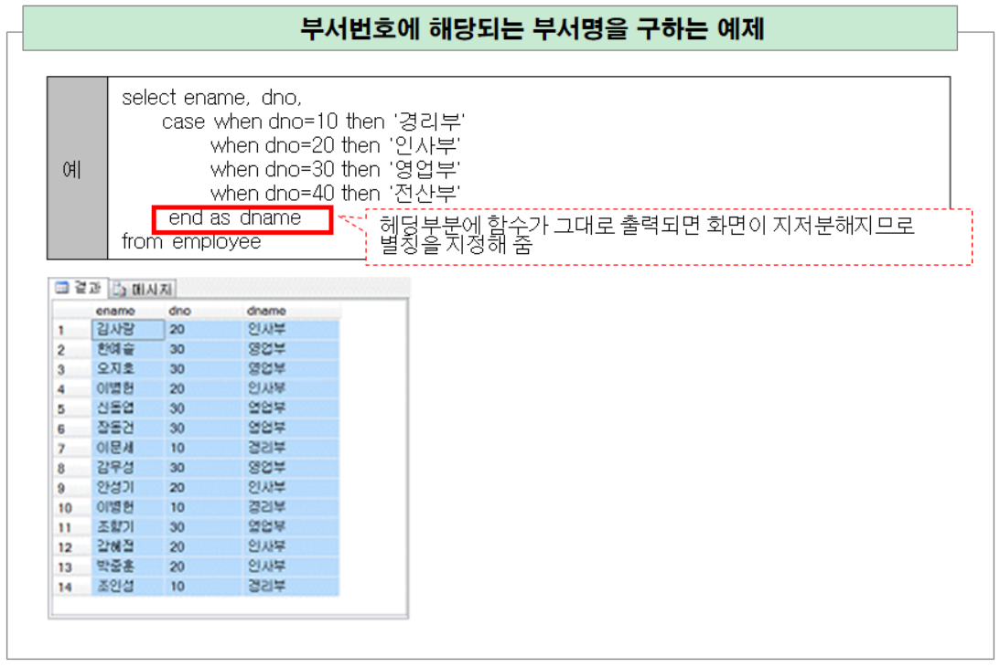 부서번호에 해당되는 부서명을 구하는 예제
예
select ename, dno,
case when dno=10 then '경리부'
when dno=20 then '인사부'
when dno=30 then '영업부'
when dno=40 then '전산부'
end as dname
from employee
헤딩부분에 함수가 그대로 출력되면 화면이 지저분해지므로
별칭을 지정해 줌
결과 메시지
ename dno dname
1 김사랑 20 인사부
2 한예슬 30 영업부
3 오지호 30 영업부
4 이병헌 20 인사부
5 신동엽 30 영업부
6 장동건 30 영업부
7 이문세 10 경리부
8 감우성 30 영업부
9 안성기 20 인사부
10 이병헌 10 경리부
11 조향기 30 영업부
12 강혜정 20 인사부
13 박중훈 20 인사부
14 조인성 10 경리부